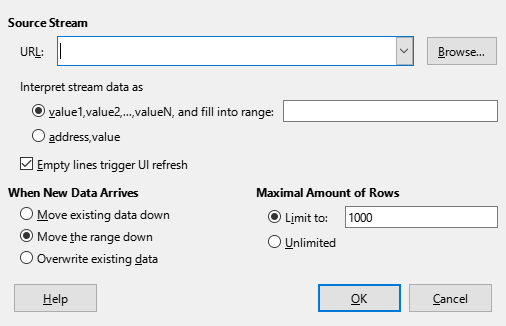 Source Stream
URL:
Browse...
Interpret stream data as
value1,value2,...,valueN, and fill into range:
address,value
Empty lines trigger UI refresh
When New Data Arrives
Move existing data down
Move the range down
Overwrite existing data
Maximal Amount of Rows
Limit to: 1000
Unlimited
Help
OK
Cancel